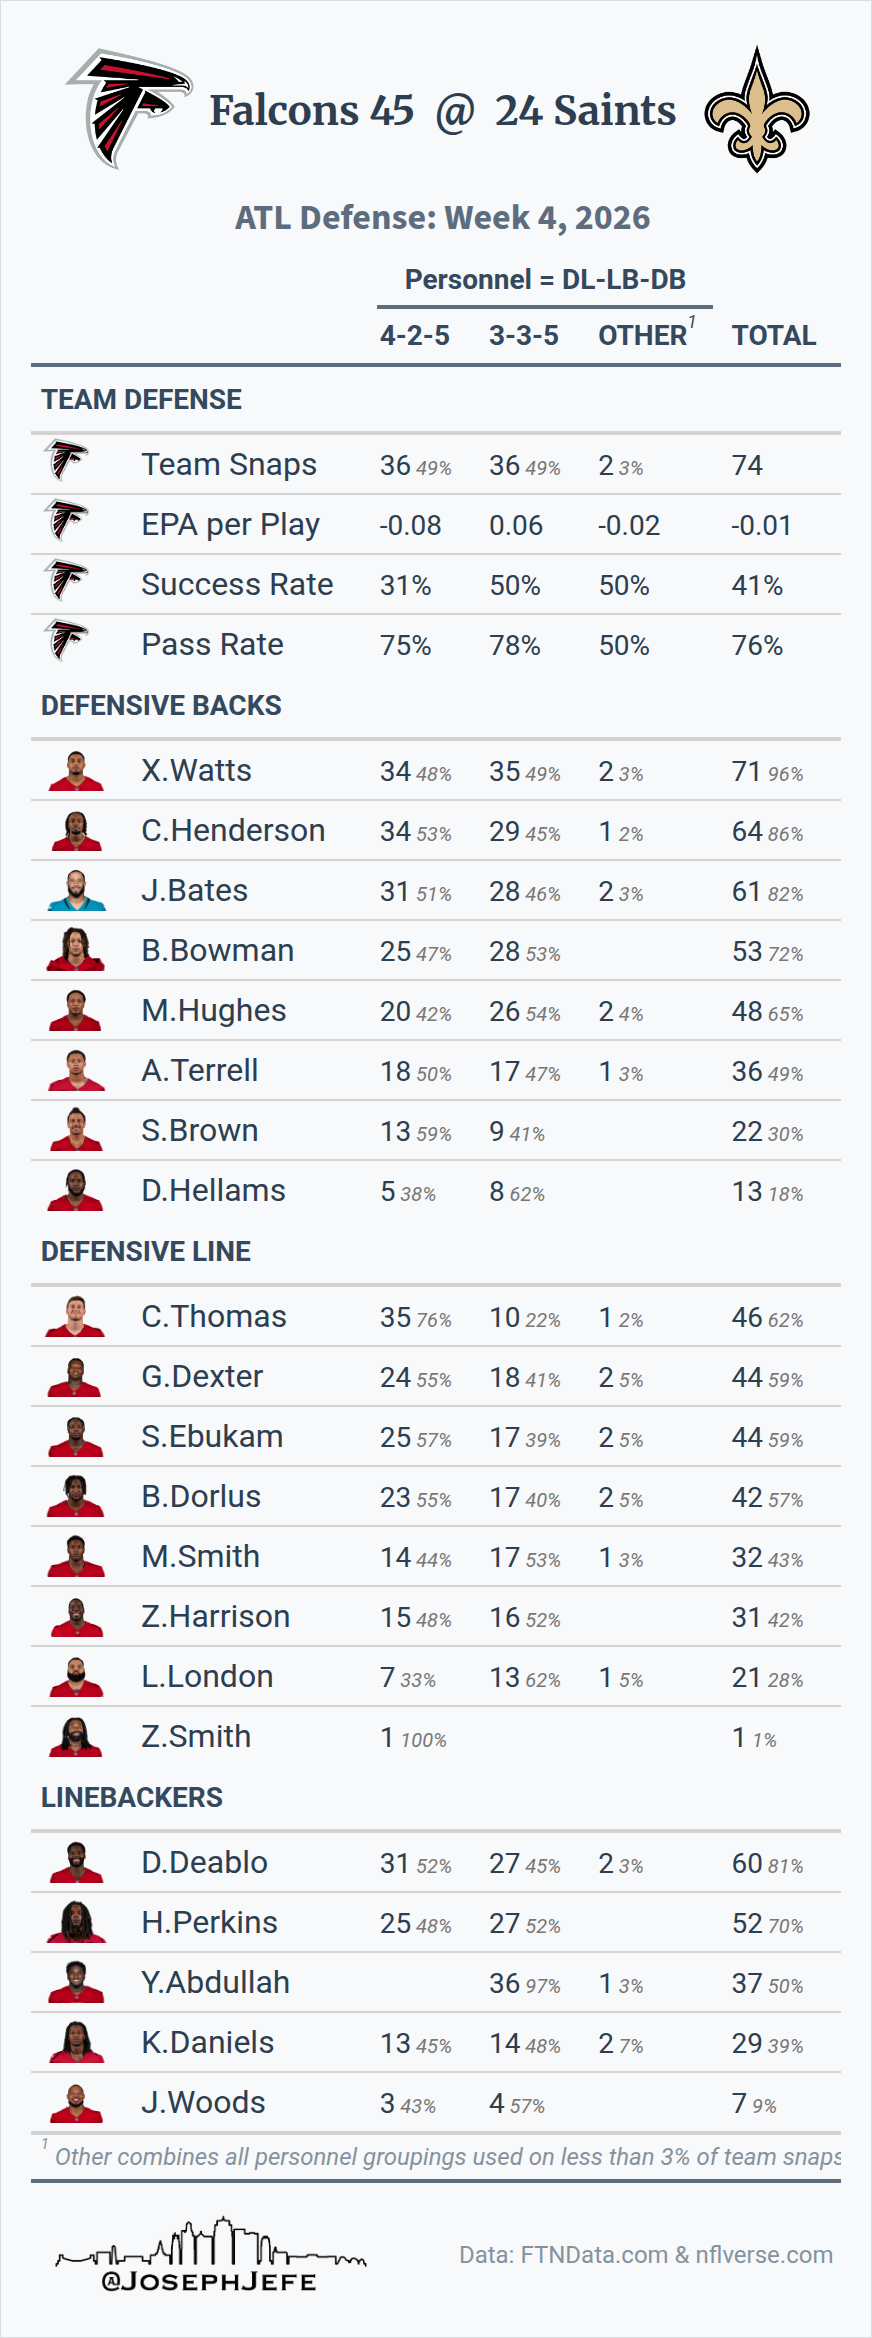 Falcons 45 @ 24 Saints
ATL Defense: Week 4, 2026
Personnel = DL-LB-DB
4-2-5 3-3-5 OTHER1 TOTAL
TEAM DEFENSE
Team Snaps 36 49% 36 49% 2 3% 74
EPA per Play -0.08 0.06 -0.02 -0.01
Success Rate 31% 50% 50% 41%
Pass Rate 75% 78% 50% 76%
DEFENSIVE BACKS
X.Watts 34 48% 35 49% 2 3% 71 96%
C.Henderson 34 53% 29 45% 1 2% 64 86%
J.Bates 31 51% 28 46% 2 3% 61 82%
B.Bowman 25 47% 28 53% 53 72%
M.Hughes 20 42% 26 54% 2 4% 48 65%
A.Terrell 18 50% 17 47% 1 3% 36 49%
S.Brown 13 59% 9 41% 22 30%
D.Hellams 5 38% 8 62% 13 18%
DEFENSIVE LINE
C.Thomas 35 76% 10 22% 1 2% 46 62%
G.Dexter 24 55% 18 41% 2 5% 44 59%
S.Ebukam 25 57% 17 39% 2 5% 44 59%
B.Dorlus 23 55% 17 40% 2 5% 42 57%
M.Smith 14 44% 17 53% 1 3% 32 43%
Z.Harrison 15 48% 16 52% 31 42%
L.London 7 33% 13 62% 1 5% 21 28%
Z.Smith 1 100% 1 1%
LINEBACKERS
D.Deablo 31 52% 27 45% 2 3% 60 81%
H.Perkins 25 48% 27 52% 52 70%
Y.Abdullah 36 97% 1 3% 37 50%
K.Daniels 13 45% 14 48% 2 7% 29 39%
J.Woods 3 43% 4 57% 7 9%
1 Other combines all personnel groupings used on less than 3% of team snaps
@JOSEPHJEFE
Data: FTNData.com & nflverse.com